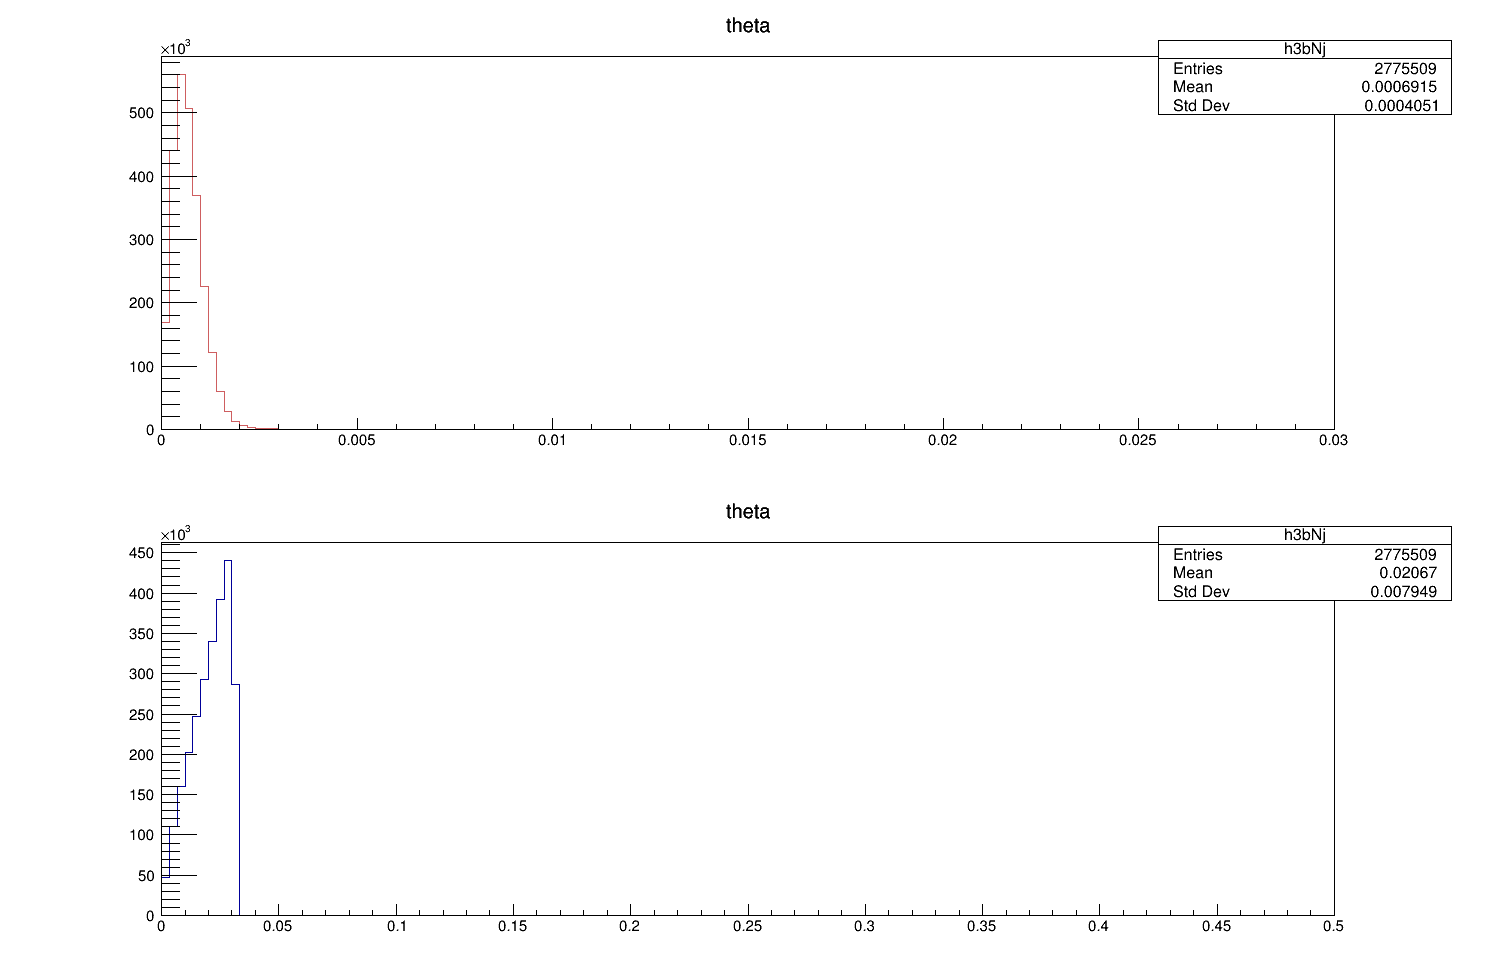 theta
×10³
h3bNj
Entries 2775509
Mean 0.0006915
Std Dev 0.0004051
500
400
300
200
100
0
0 0.005 0.01 0.015 0.02 0.025 0.03
theta
×10³
h3bNj
Entries 2775509
Mean 0.02067
Std Dev 0.007949
450
400
350
300
250
200
150
100
50
0
0 0.05 0.1 0.15 0.2 0.25 0.3 0.35 0.4 0.45 0.5